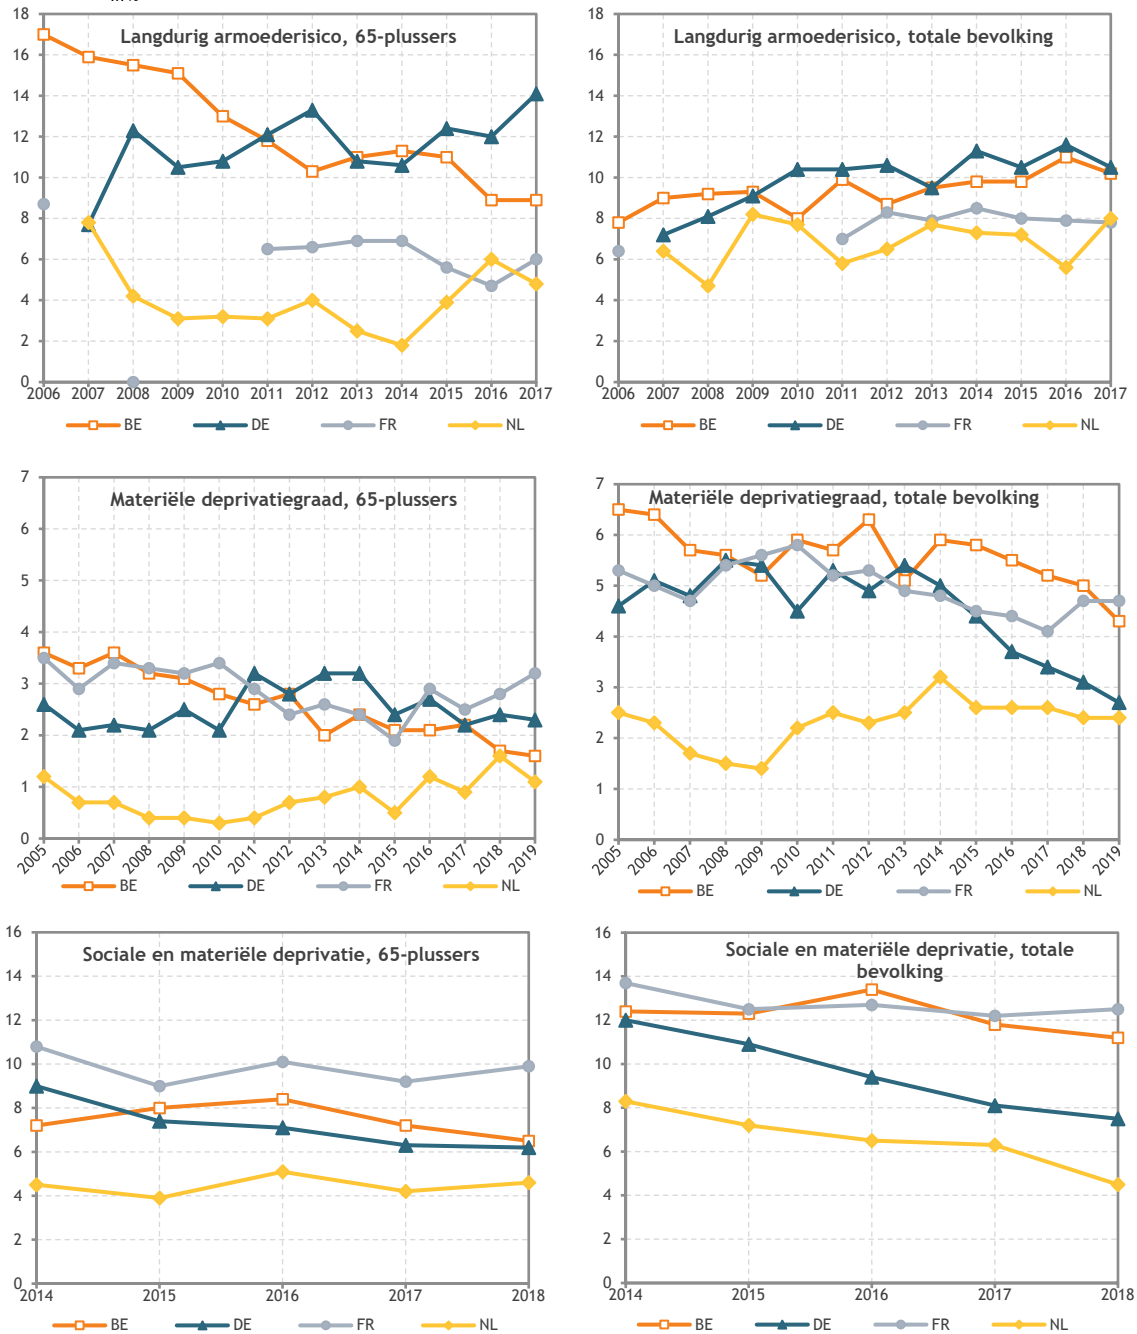 18
16
14
12
10
8
6
4
2
0
Langdurig armoederisico, 65-plussers
2006 2007 2008 2009 2010 2011 2012 2013 2014 2015 2016 2017
BE DE FR NL
18
16
14
12
10
8
6
4
2
0
Langdurig armoederisico, totale bevolking
2006 2007 2008 2009 2010 2011 2012 2013 2014 2015 2016 2017
BE DE FR NL
7
6
5
4
3
2
1
0
Materiële deprivatiegraad, 65-plussers
2005 2006 2007 2008 2009 2010 2011 2012 2013 2014 2015 2016 2017 2018 2019
BE DE FR NL
7
6
5
4
3
2
1
0
Materiële deprivatiegraad, totale bevolking
2005 2006 2007 2008 2009 2010 2011 2012 2013 2014 2015 2016 2017 2018 2019
BE DE FR NL
16
14
12
10
8
6
4
2
0
Sociale en materiële deprivatie, 65-plussers
2014 2015 2016 2017 2018
BE DE FR NL
16
14
12
10
8
6
4
2
0
Sociale en materiële deprivatie, totale
bevolking
2014 2015 2016 2017 2018
BE DE FR NL